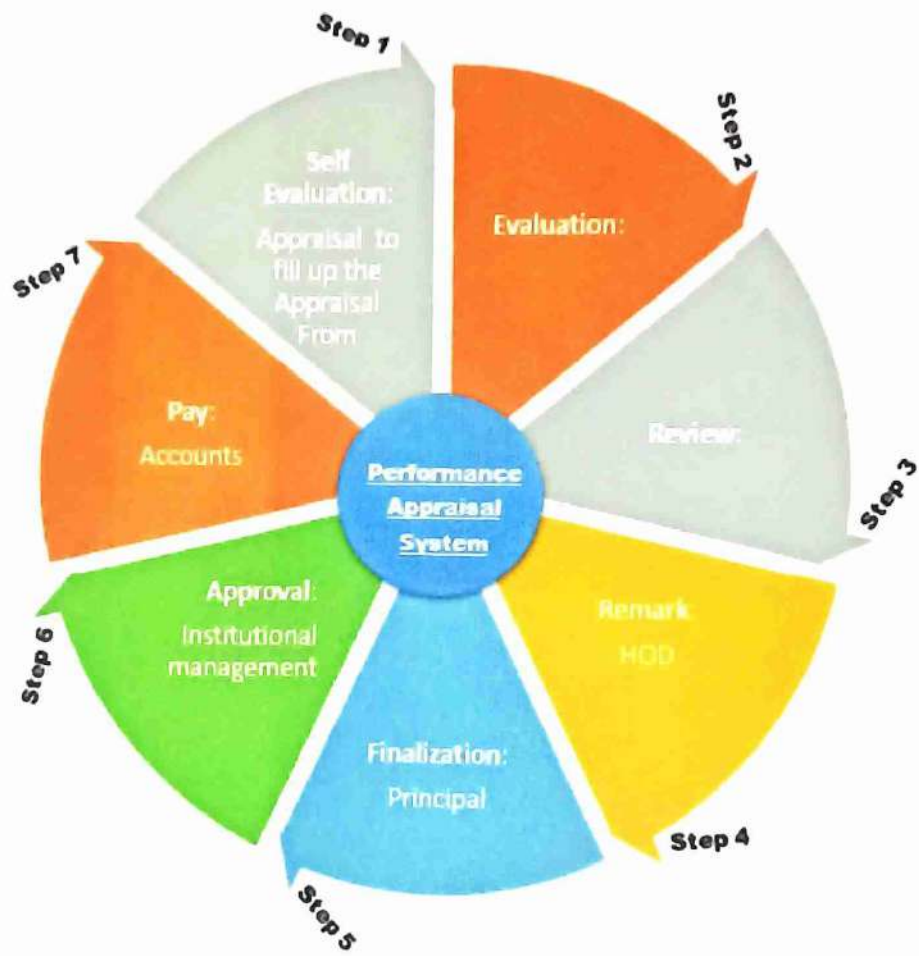 Step 1
Self
Evaluation:
Appraisal to
fill up the
Appraisal
From
Step 2
Evaluation:
Step 3
Review:
Step 4
Remark
HOD
Step 5
Finalization:
Principal
Step 6
Approval:
Institutional
management
Step 7
Pay:
Accounts
Performance
Appraisal
System